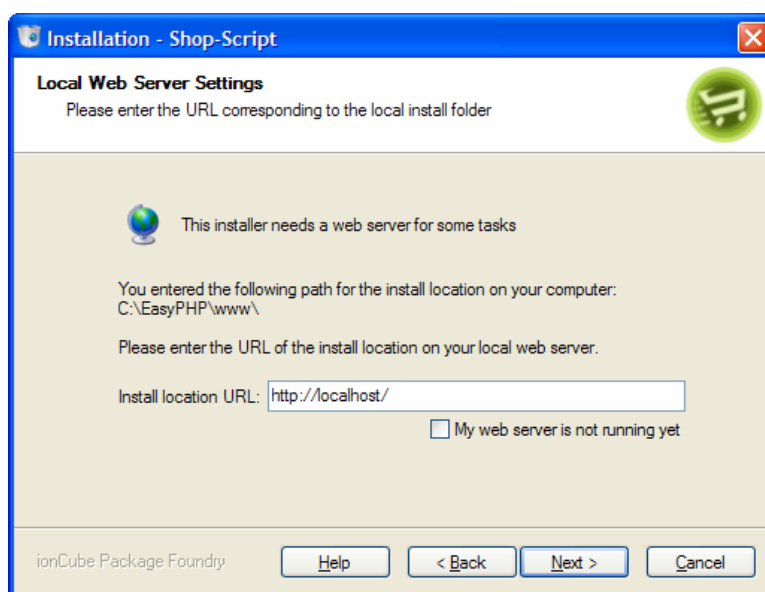 Installation - Shop-Script
Local Web Server Settings
Please enter the URL corresponding to the local install folder
This installer needs a web server for some tasks
You entered the following path for the install location on your computer:
C:\EasyPHP\www\
Please enter the URL of the install location on your local web server.
Install location URL: http://localhost/
My web server is not running yet
ionCube Package Foundry Help < Back Next > Cancel